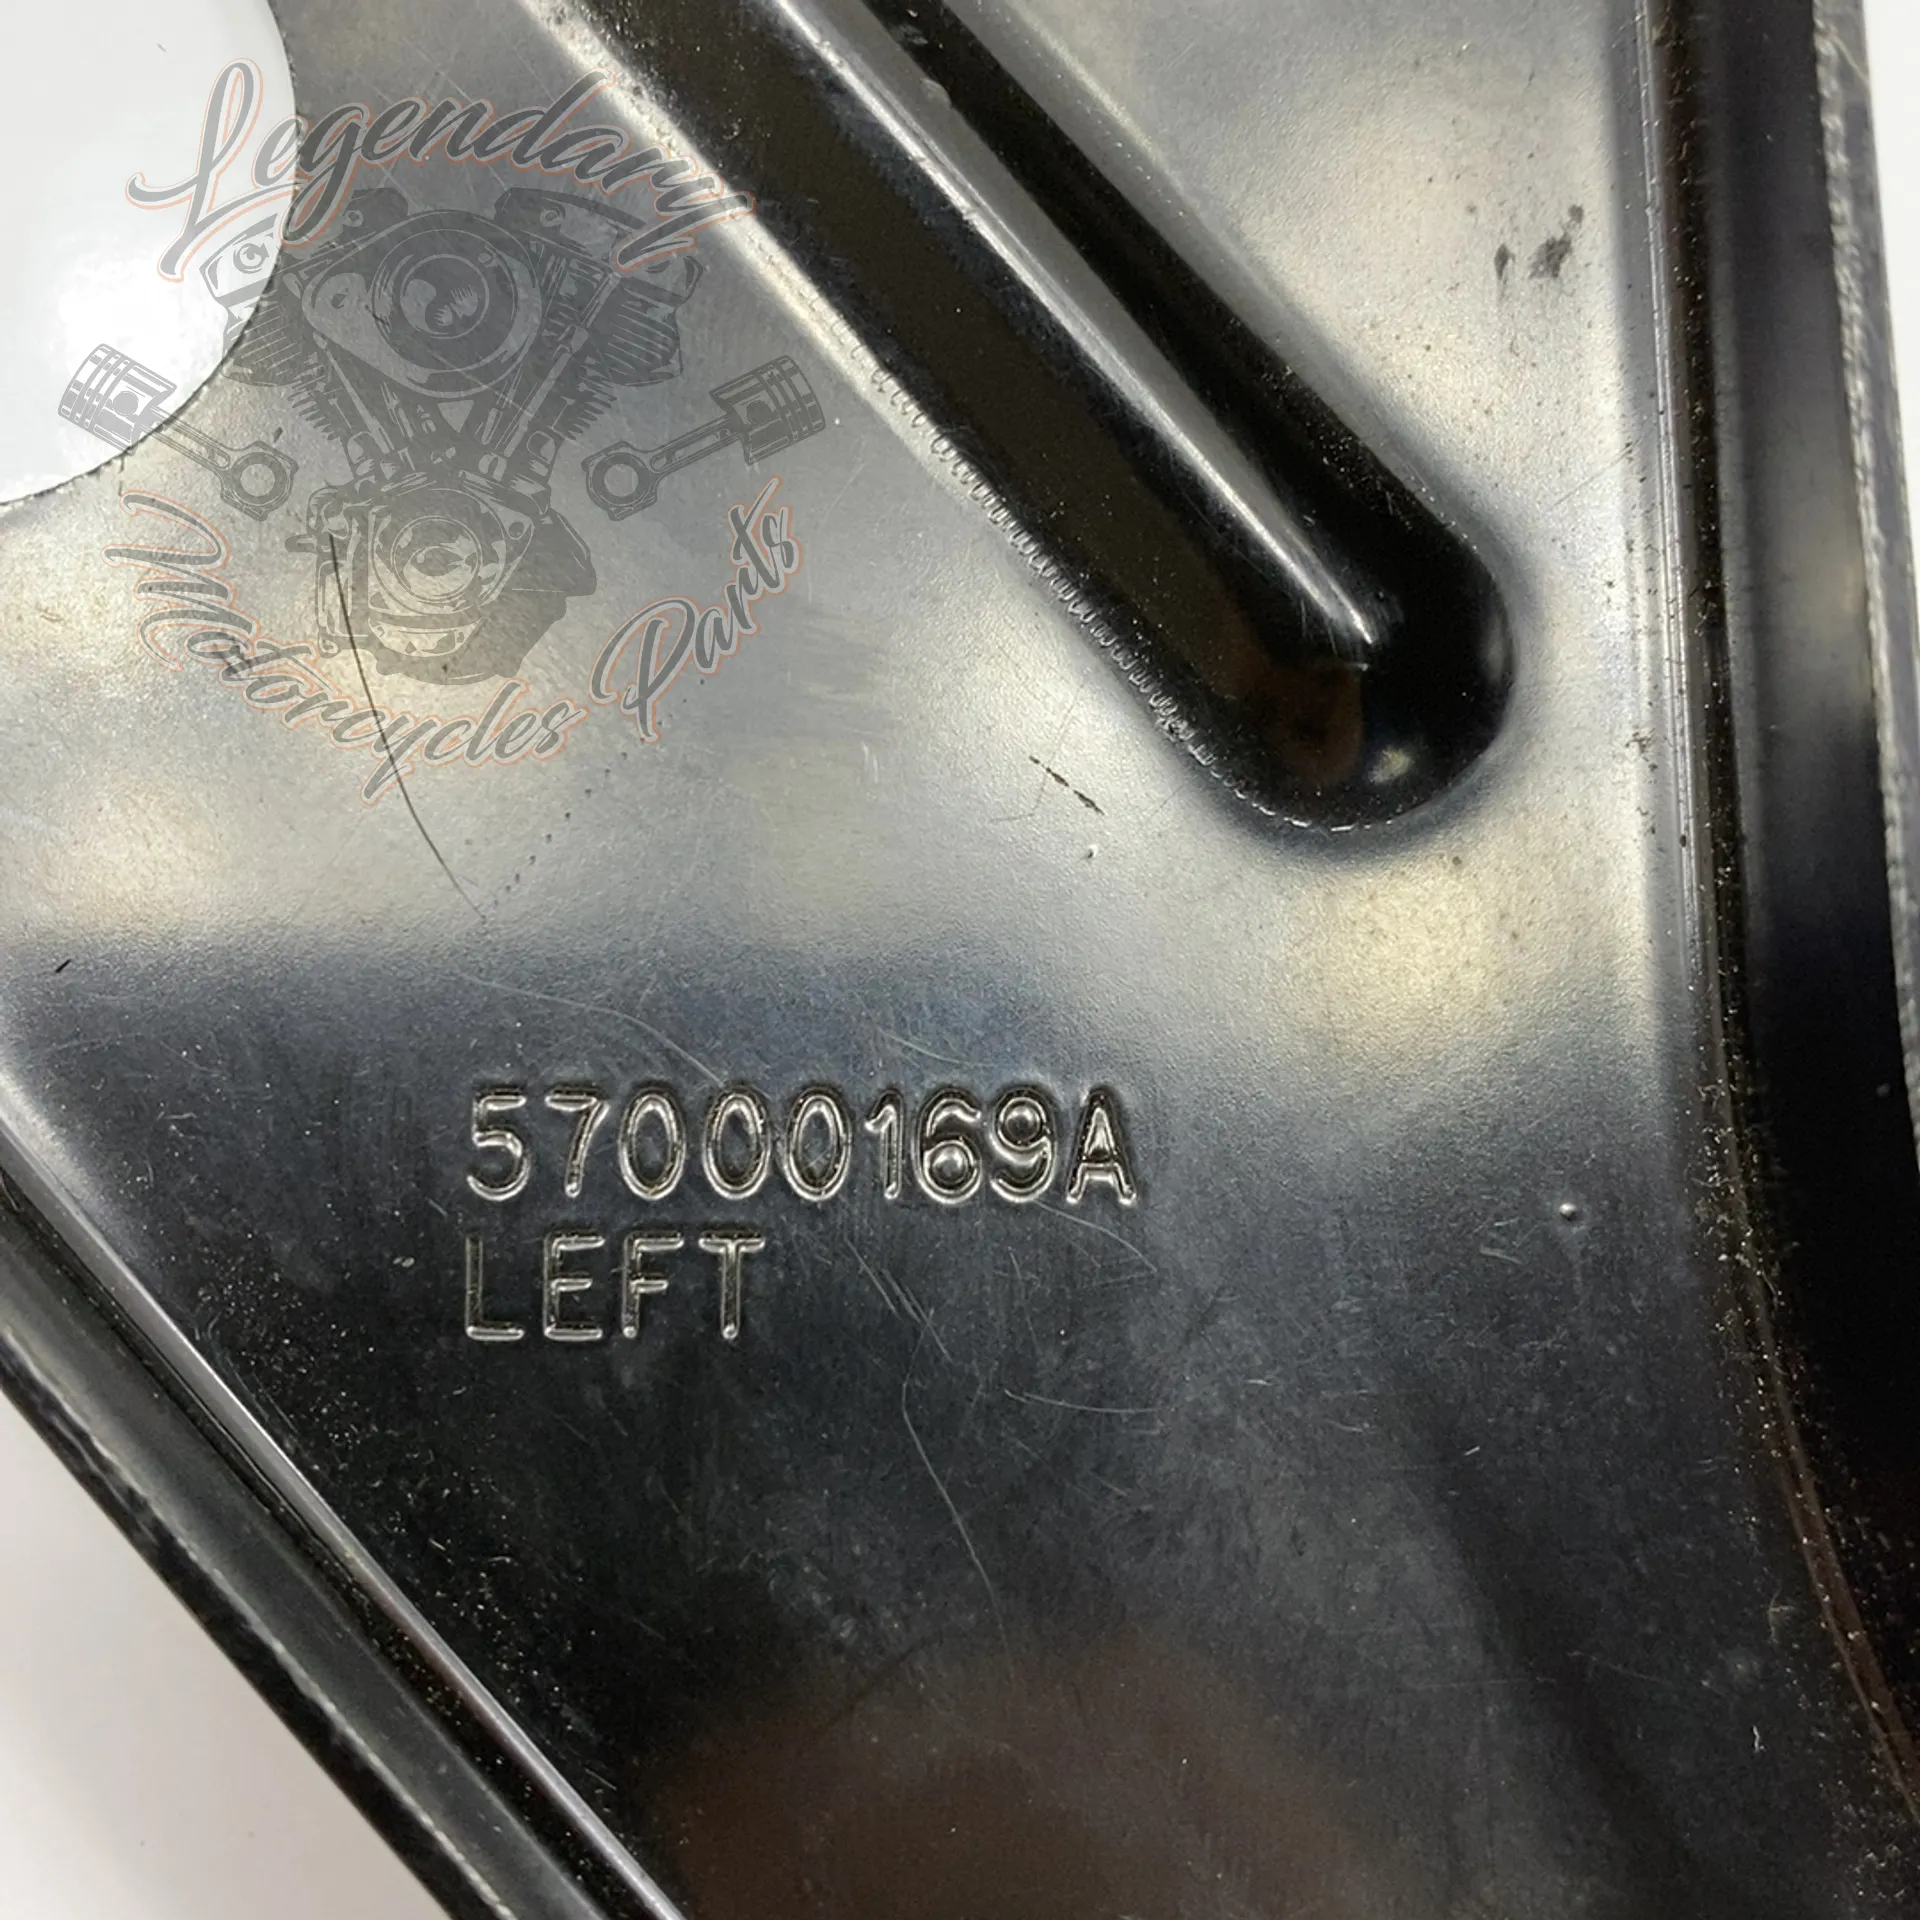 Legendary
Motorcycles Parts
57000169A
LEFT